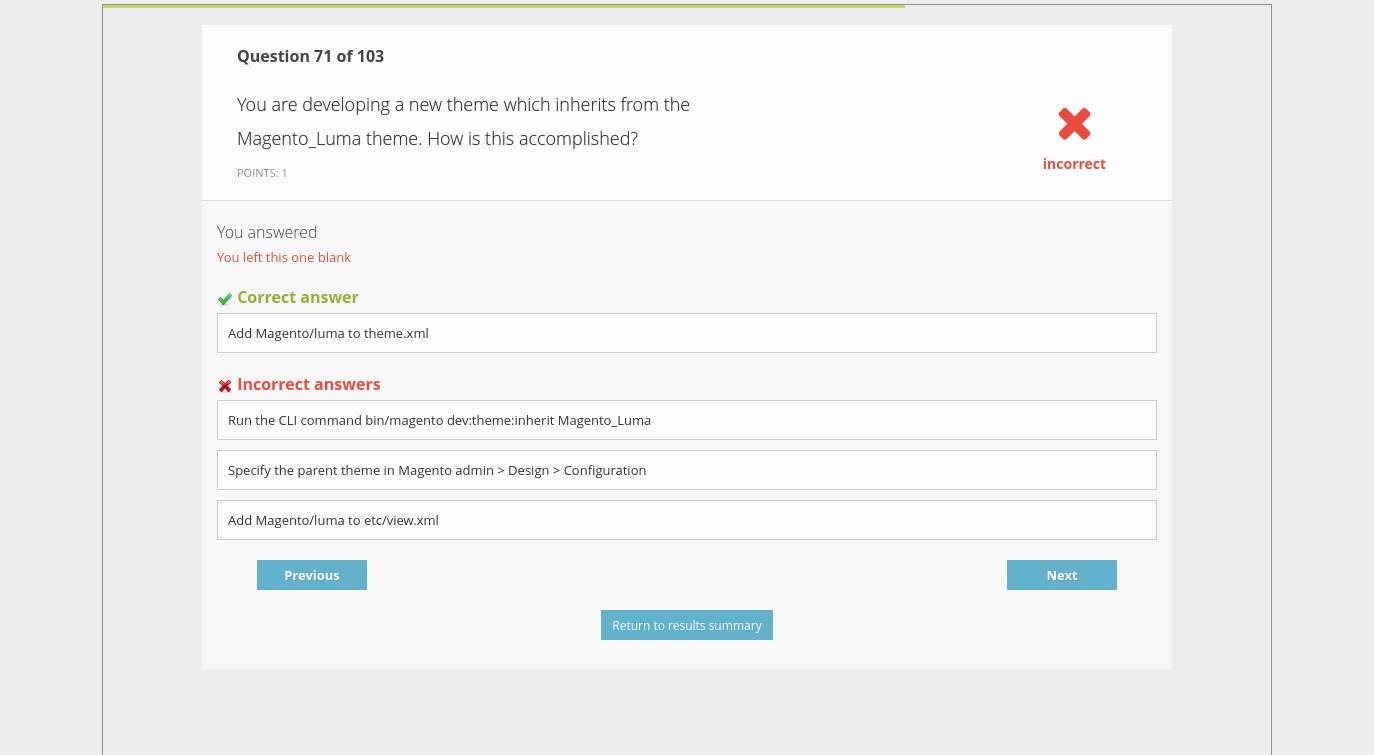 Question 71 of 103
You are developing a new theme which inherits from the
Magento_Luma theme. How is this accomplished?
POINTS: 1
incorrect
You answered
You left this one blank
Correct answer
Add Magento/luma to theme.xml
Incorrect answers
Run the CLI command bin/magento dev:theme:inherit Magento_Luma
Specify the parent theme in Magento admin > Design > Configuration
Add Magento/luma to etc/view.xml
Previous
Next
Return to results summary